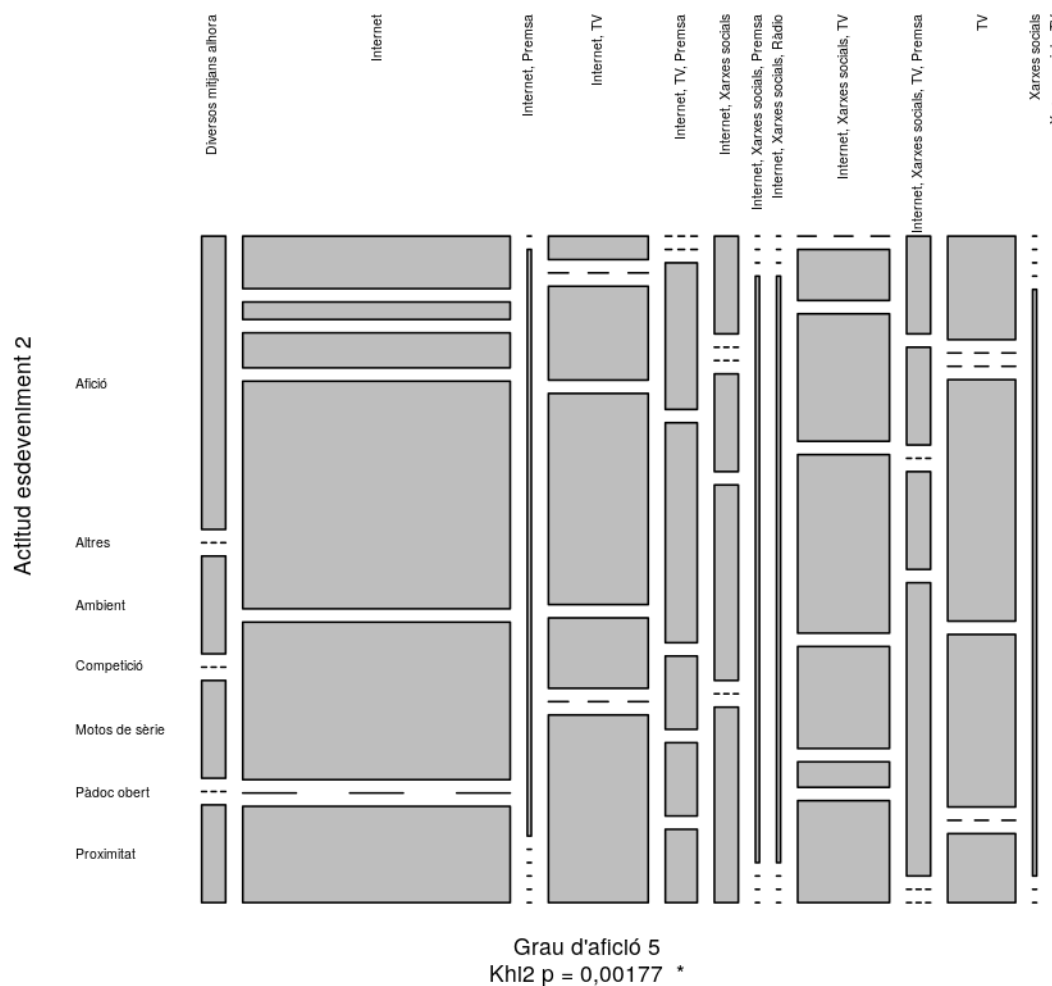 Diversos mitjans alhora
Internet
Internet, Premsa
Internet, TV
Internet, TV, Premsa
Internet, Xarxes socials
Internet, Xarxes socials, Premsa
Internet, Xarxes socials, Ràdio
Internet, Xarxes socials, TV
Internet, Xarxes socials, TV, Premsa
TV
Xarxes socials
Actitud esdeveniment 2
Afició
Altres
Ambient
Competició
Motos de sèrie
Pàdoc obert
Proximitat
Grau d'afició 5
Khi2 p = 0,00177 *